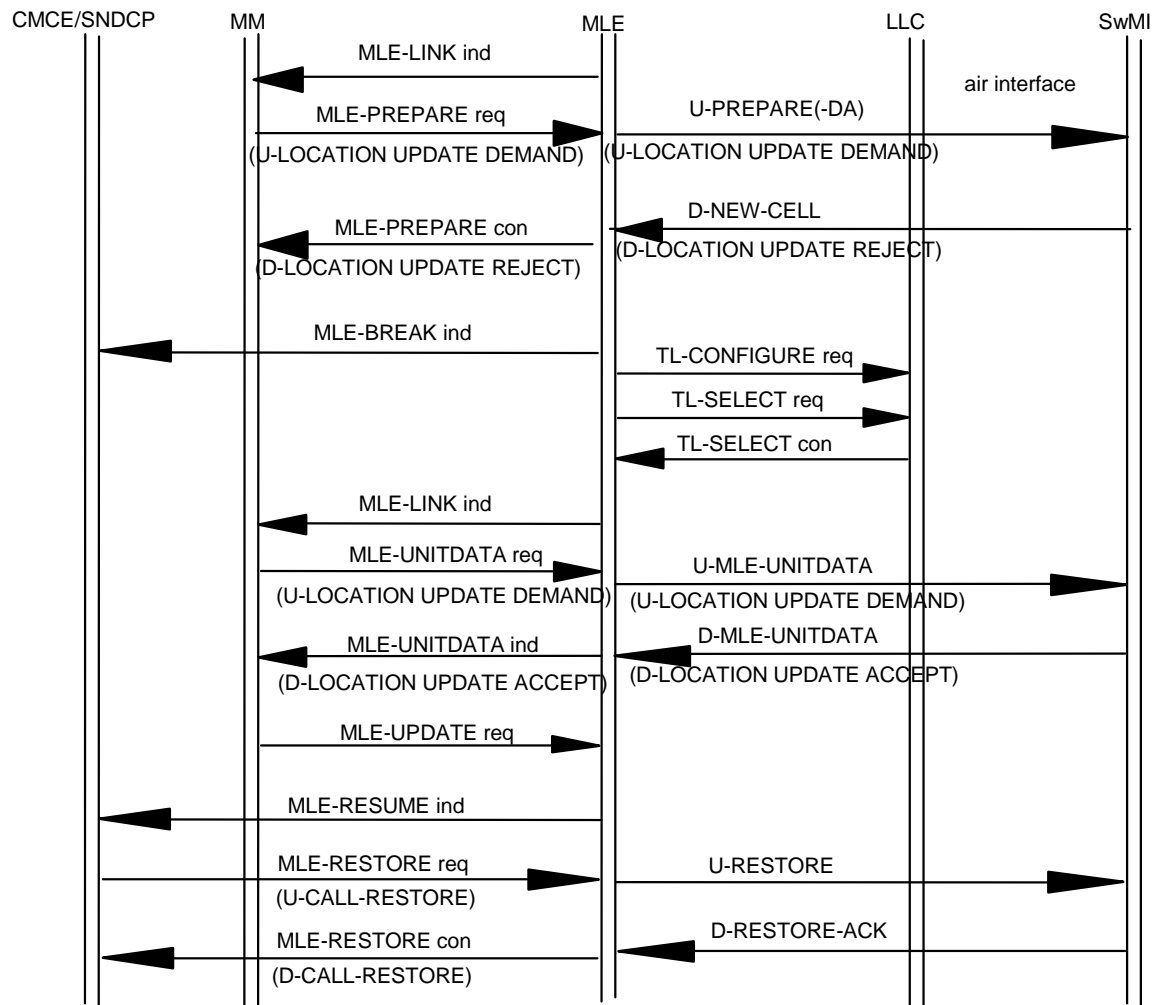 CMCE/SNDCP MM MLE LLC SwMI
MLE-LINK ind
air interface
MLE-PREPARE req
U-PREPARE(-DA)
(U-LOCATION UPDATE DEMAND)
(U-LOCATION UPDATE DEMAND)
D-NEW-CELL
MLE-PREPARE con
(D-LOCATION UPDATE REJECT)
(D-LOCATION UPDATE REJECT)
MLE-BREAK ind
TL-CONFIGURE req
TL-SELECT req
TL-SELECT con
MLE-LINK ind
MLE-UNITDATA req
U-MLE-UNITDATA
(U-LOCATION UPDATE DEMAND)
(U-LOCATION UPDATE DEMAND)
D-MLE-UNITDATA
MLE-UNITDATA ind
(D-LOCATION UPDATE ACCEPT)
(D-LOCATION UPDATE ACCEPT)
MLE-UPDATE req
MLE-RESUME ind
MLE-RESTORE req
U-RESTORE
(U-CALL-RESTORE)
D-RESTORE-ACK
MLE-RESTORE con
(D-CALL-RESTORE)